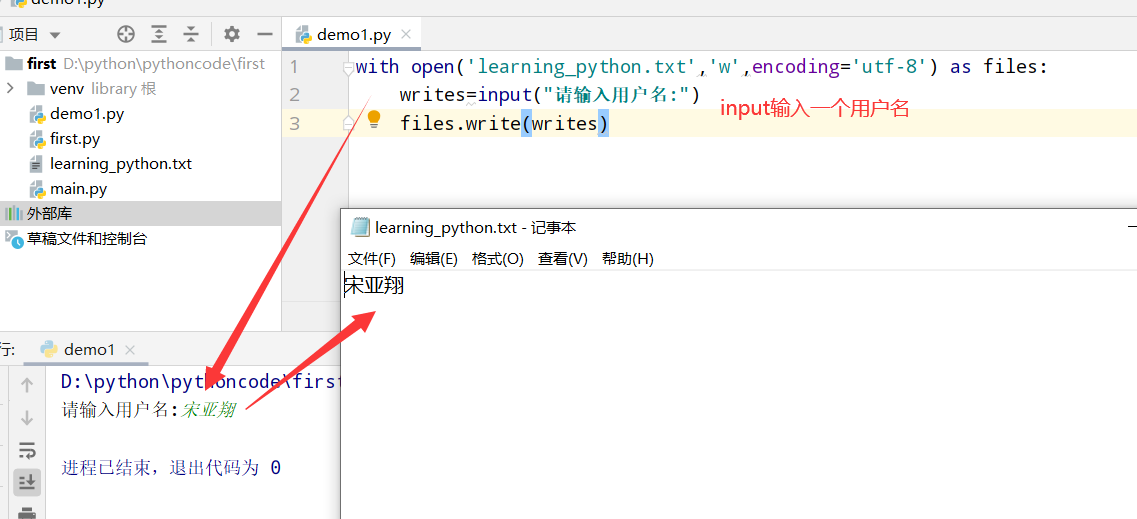 demo1.py
项目
demo1.py
first D:\python\pythoncode\first
venv library 根
demo1.py
first.py
learning_python.txt
main.py
外部库
草稿文件和控制台
1 with open('learning_python.txt','w',encoding='utf-8') as files:
2 writes=input("请输入用户名:")
3 files.write(writes)
input输入一个用户名
learning_python.txt - 记事本
文件(F) 编辑(E) 格式(O) 查看(V) 帮助(H)
宋亚翔
行: demo1
D:\python\pythoncode\first
请输入用户名:宋亚翔
进程已结束，退出代码为 0